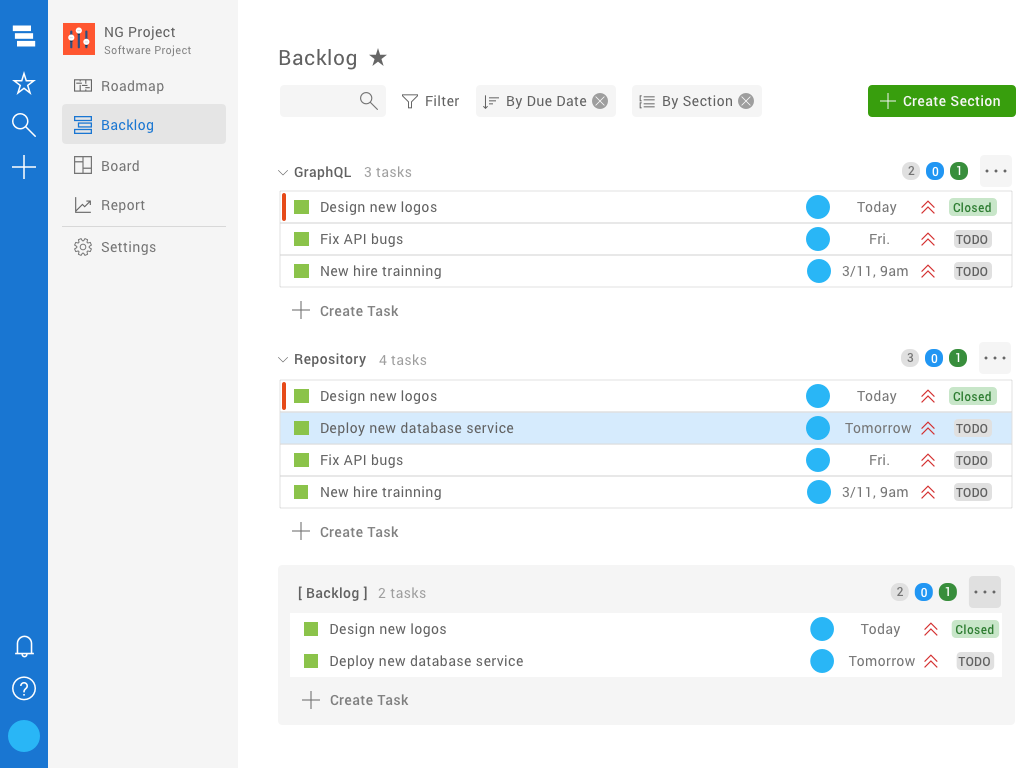 NG Project
Software Project
Roadmap
Backlog
Board
Report
Settings
Backlog ★
Filter
By Due Date
By Section
Create Section
GraphQL 3 tasks 2 0 1
Design new logos Today Closed
Fix API bugs Fri. TODO
New hire trainning 3/11, 9am TODO
Create Task
Repository 4 tasks 3 0 1
Design new logos Today Closed
Deploy new database service Tomorrow TODO
Fix API bugs Fri. TODO
New hire trainning 3/11, 9am TODO
Create Task
[ Backlog ] 2 tasks 2 0 1
Design new logos Today Closed
Deploy new database service Tomorrow TODO
Create Task
?